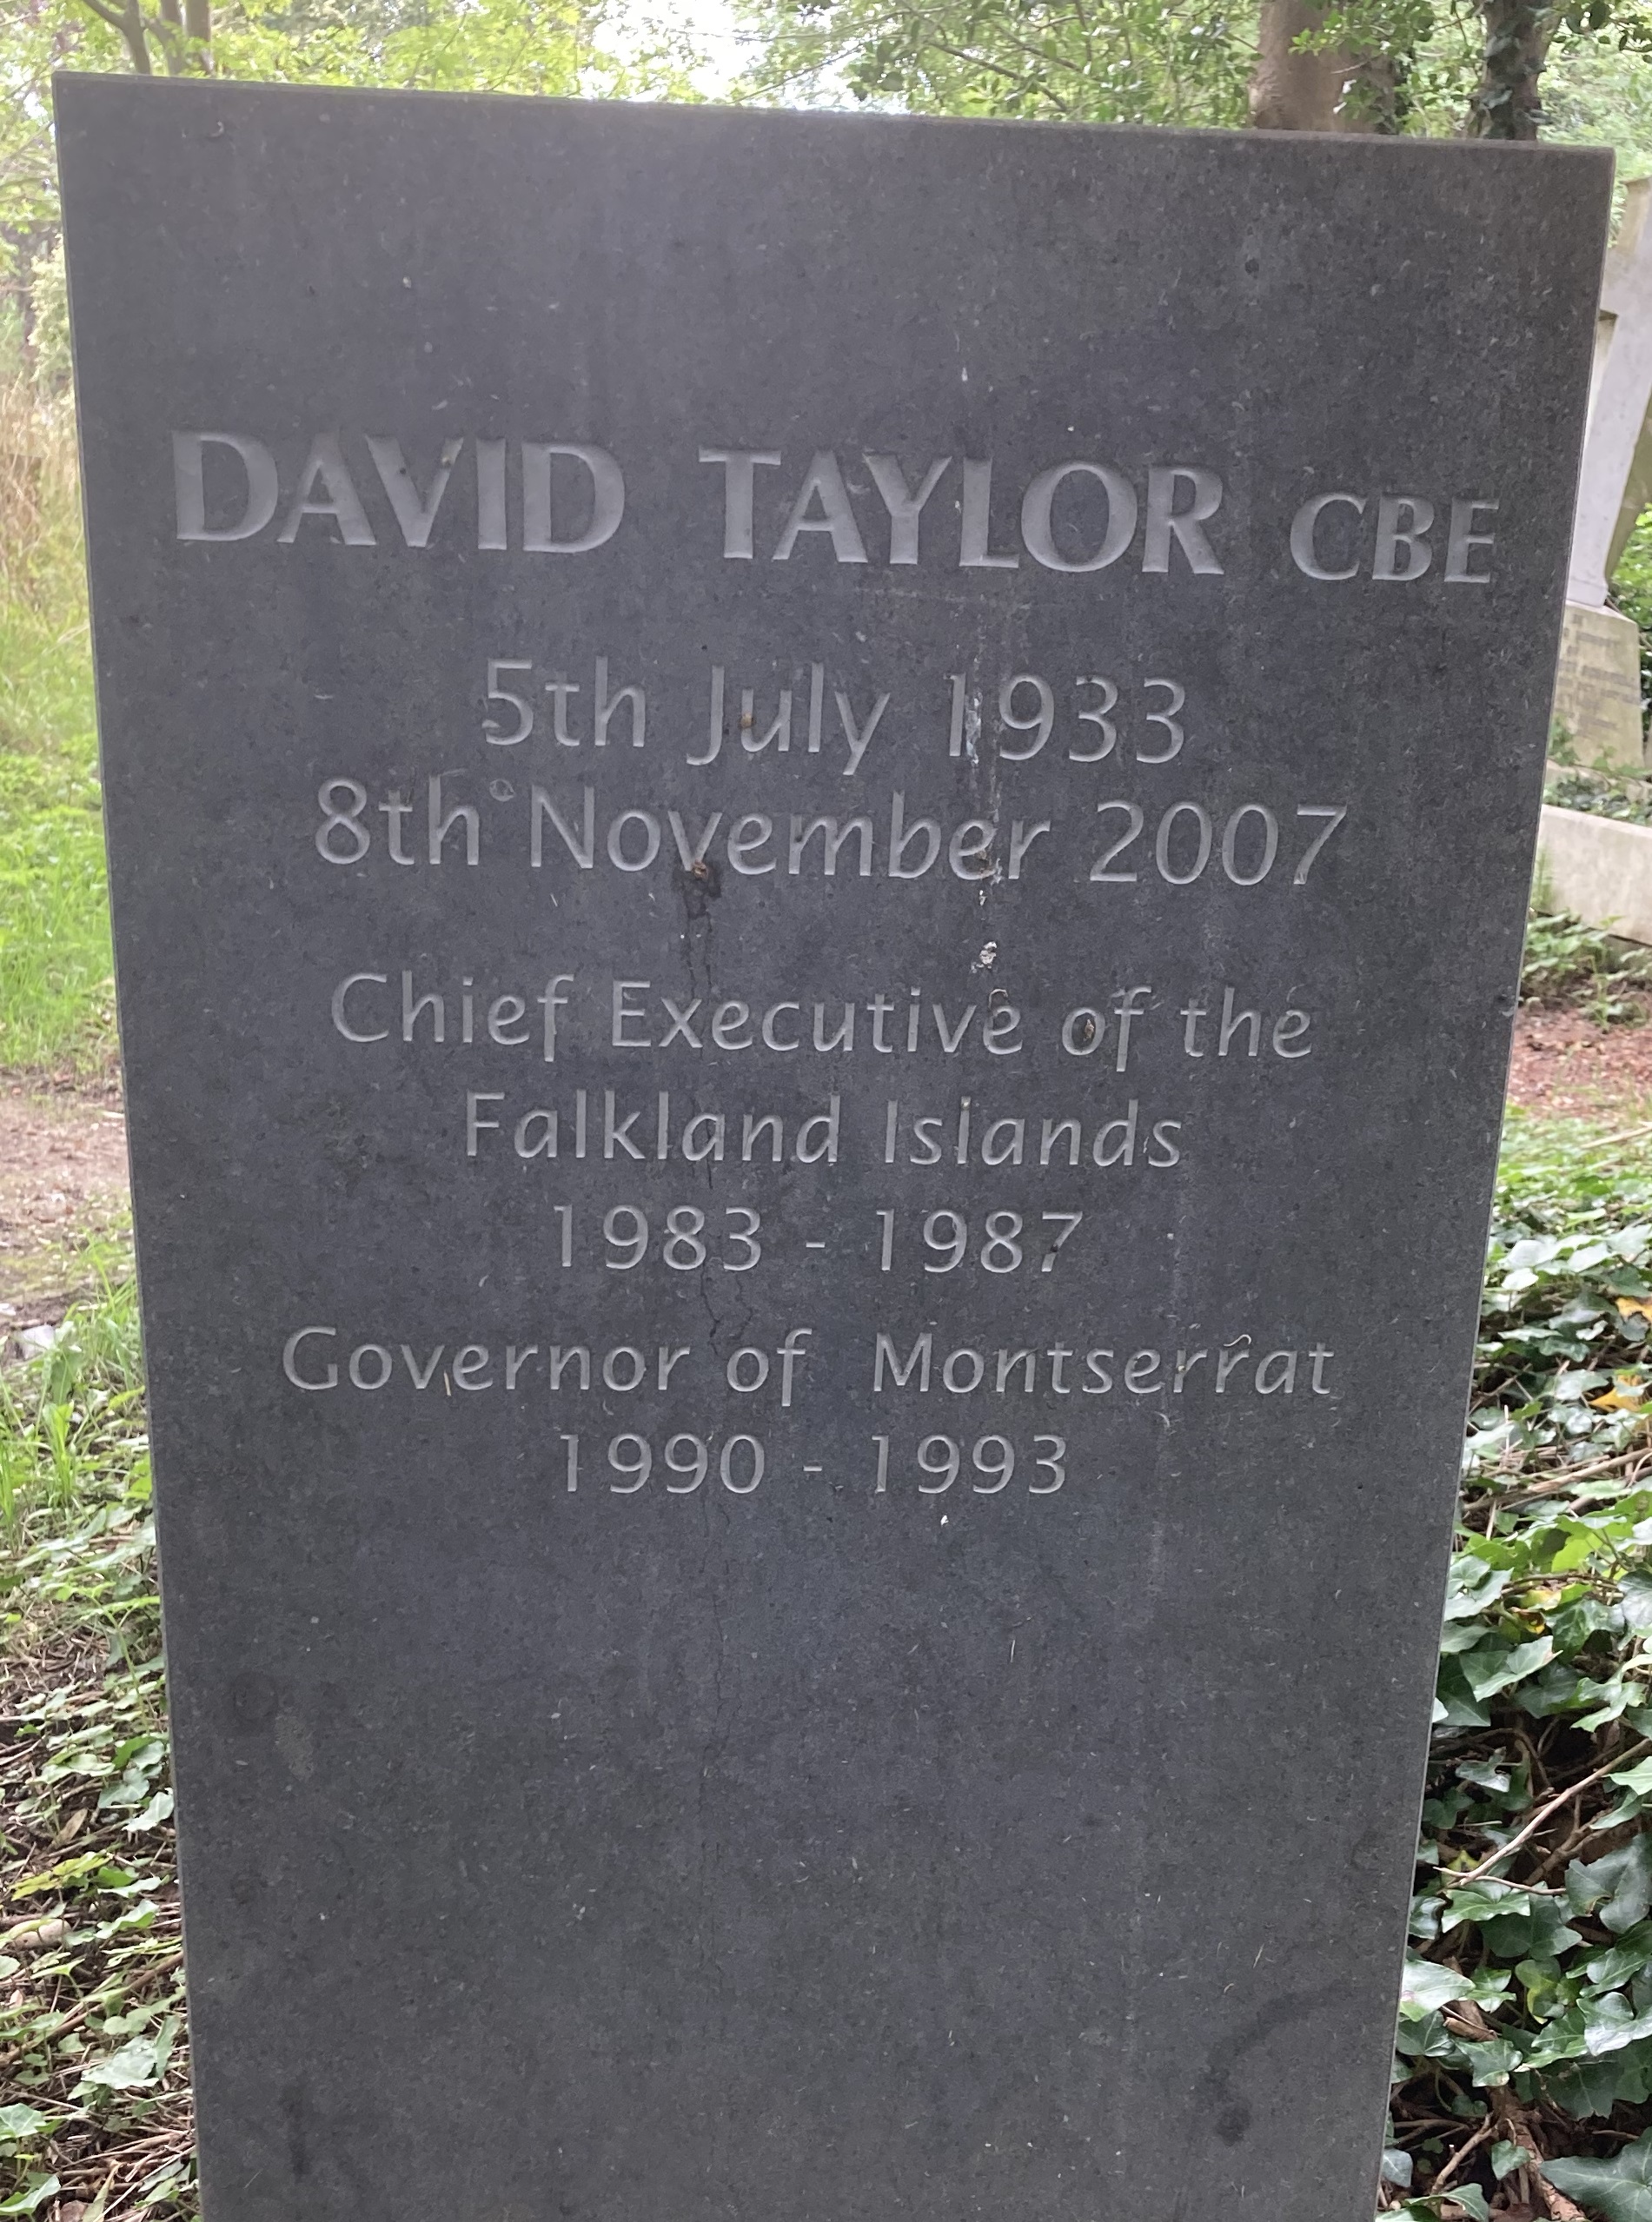 DAVID TAYLOR CBE
5th July 1933
8th November 2007
Chief Executive of the
Falkland Islands
1983 - 1987
Governor of Montserrat
1990 - 1993